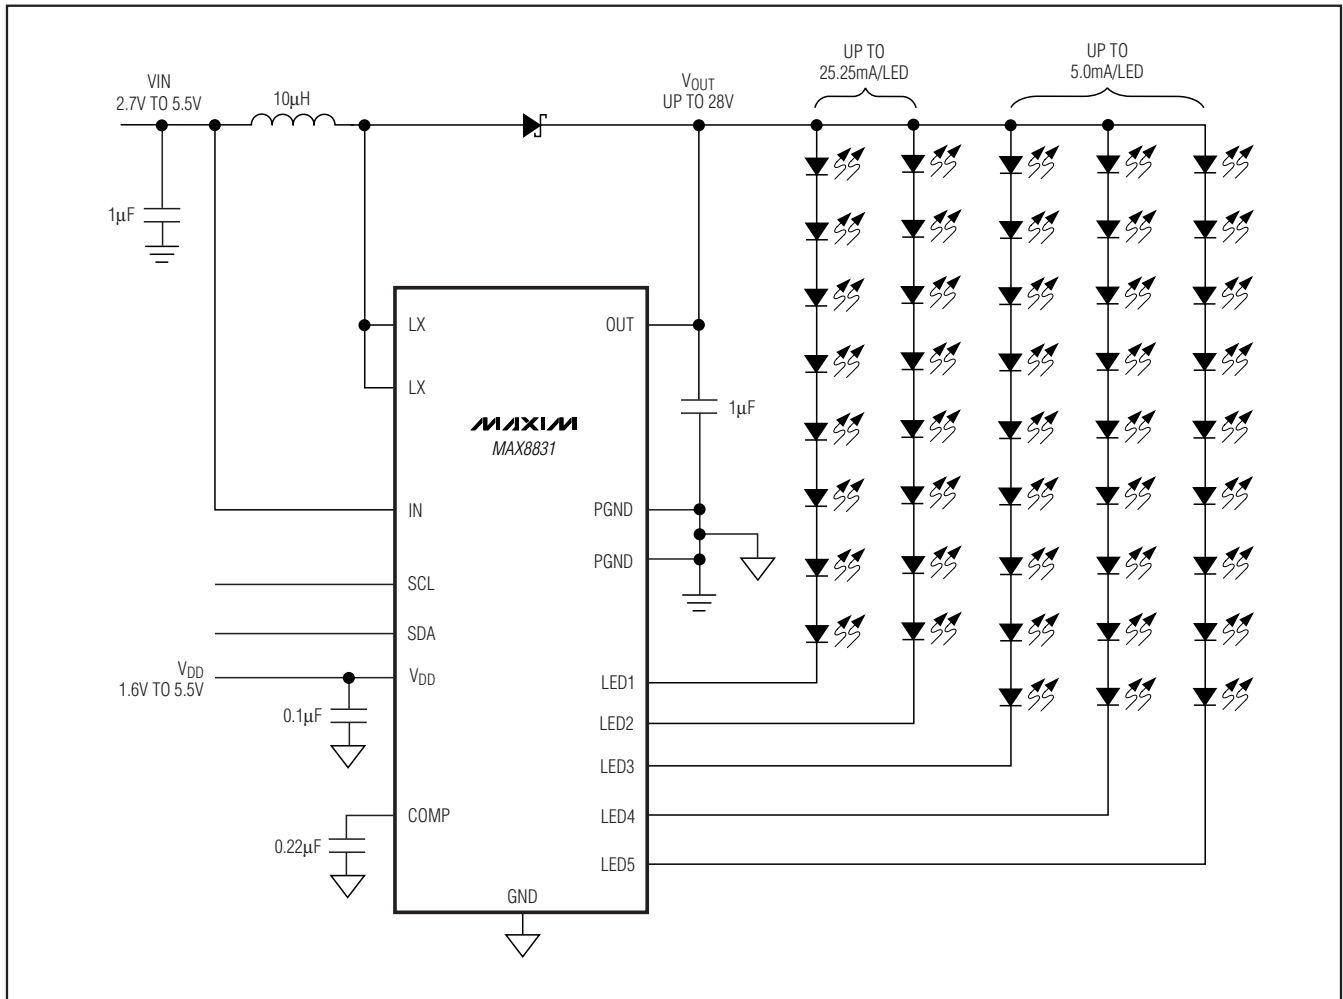 VIN
2.7V TO 5.5V
10µH
VOUT
UP TO 28V
UP TO
25.25mA/LED
UP TO
5.0mA/LED
1µF
LX
OUT
LX
1µF
MAXIM
MAX8831
IN
PGND
PGND
SCL
SDA
VDD
1.6V TO 5.5V
VDD
LED1
0.1µF
LED2
LED3
COMP
LED4
0.22µF
LED5
GND